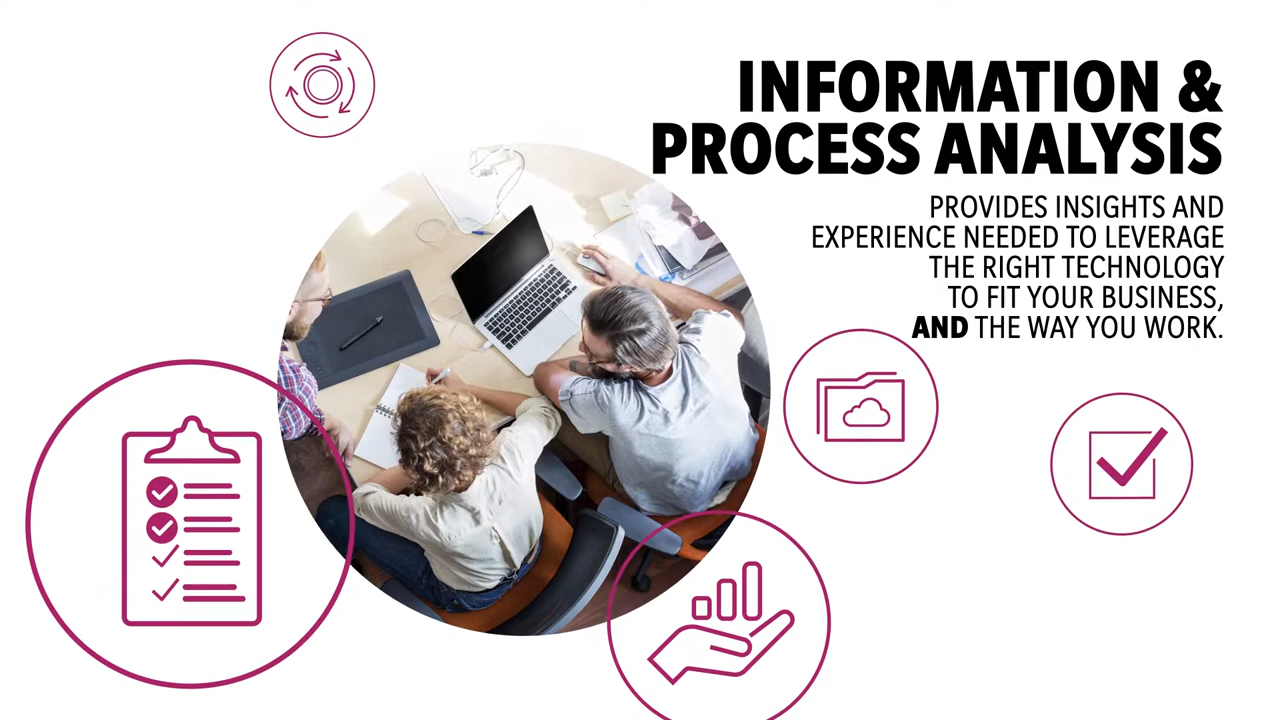 INFORMATION &
PROCESS ANALYSIS
PROVIDES INSIGHTS AND
EXPERIENCE NEEDED TO LEVERAGE
THE RIGHT TECHNOLOGY
TO FIT YOUR BUSINESS,
AND THE WAY YOU WORK.